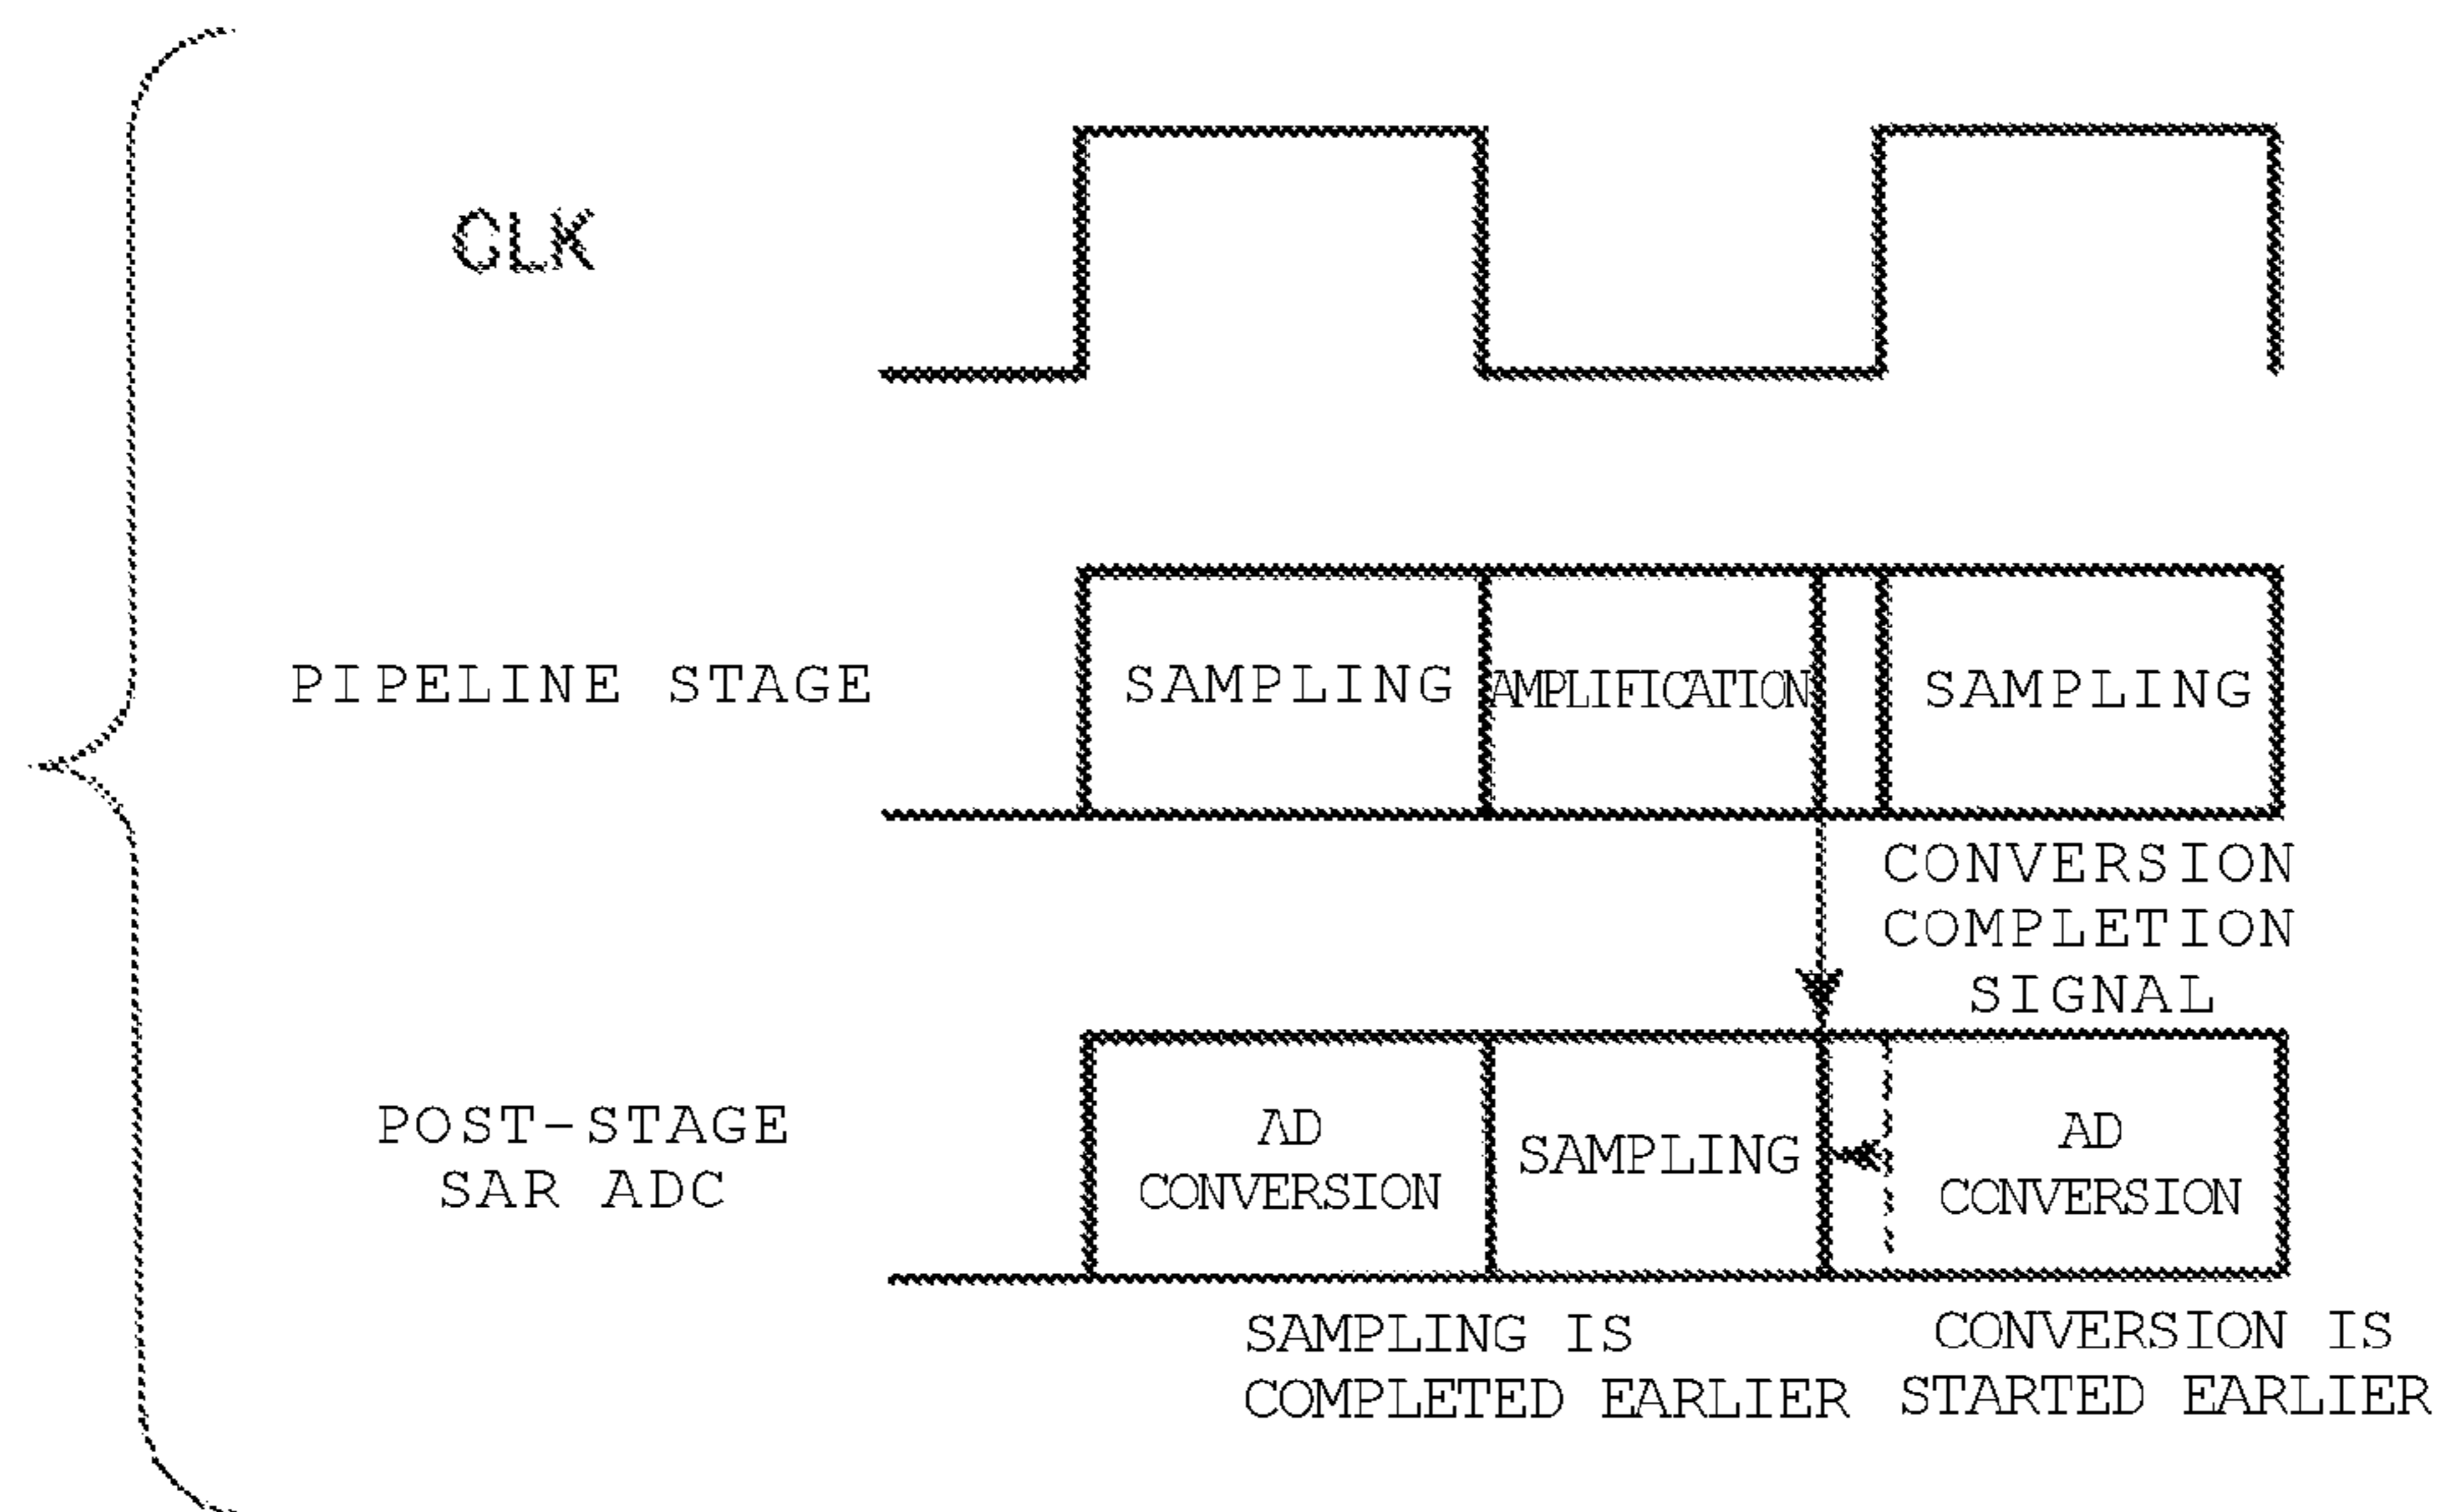 CLK
PIPELINE STAGE
SAMPLING
AMPLIFICATION
SAMPLING
CONVERSION
COMPLETION
SIGNAL
POST-STAGE
SAR ADC
AD
CONVERSION
SAMPLING
AD
CONVERSION
SAMPLING IS
COMPLETED EARLIER
CONVERSION IS
STARTED EARLIER